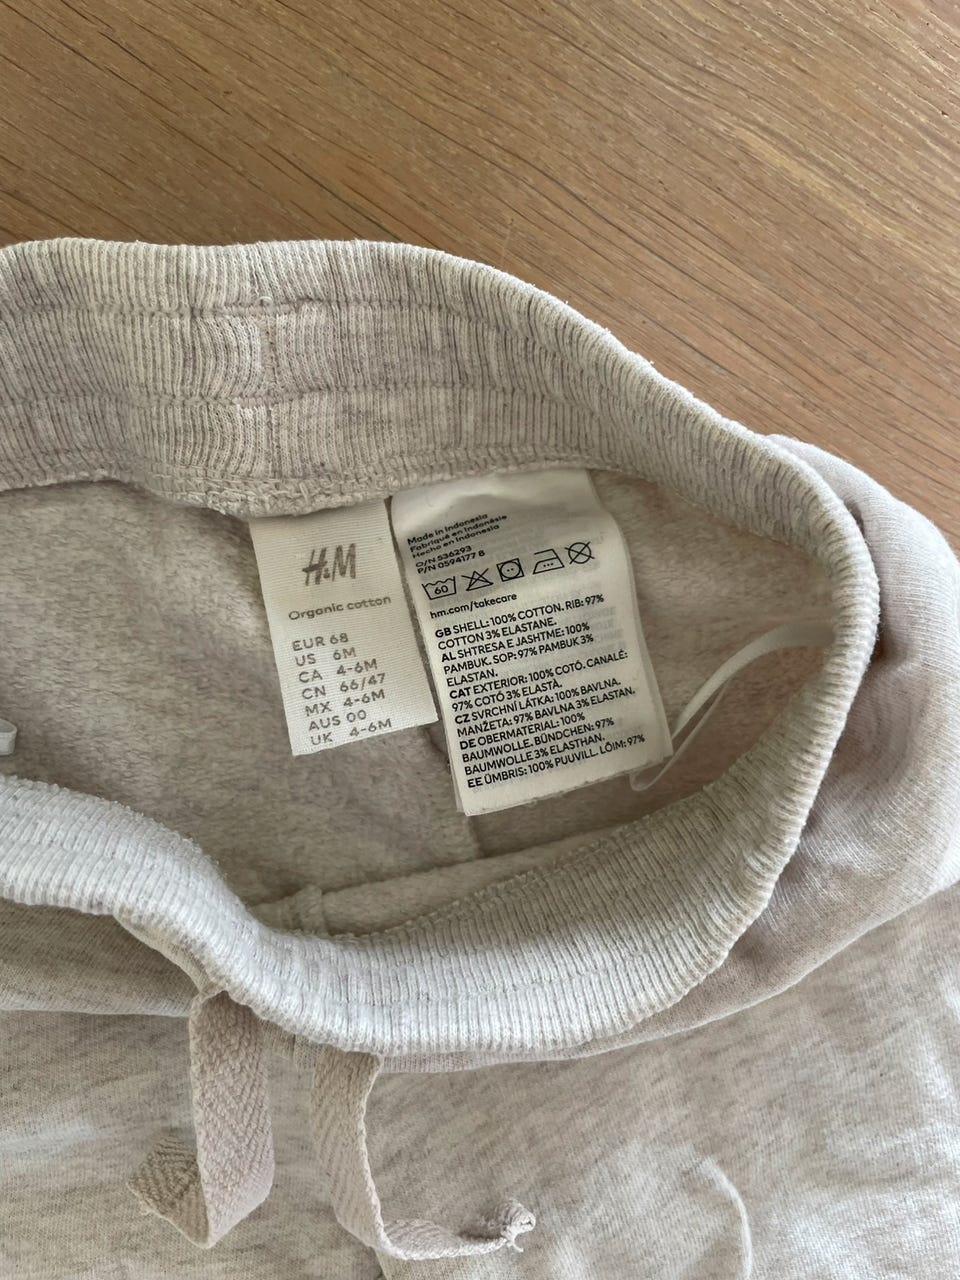 H&M
Organic cotton
EUR 68
US 6M
CA 4-6M
CN 66/47
MX 4-6M
AUS 00
UK 4-6M
Made in Indonesia
Fabriqué en Indonésie
Hecho en Indonesia
O/N 536293
P/N 0594177 8
60
hm.com/takecare
GB SHELL: 100% COTTON. RIB: 97%
COTTON 3% ELASTANE.
AL SHTRESA E JASHTME: 100%
PAMBUK. SOP: 97% PAMBUK 3%
ELASTAN.
CAT EXTERIOR: 100% COTÓ. CANALÉ:
97% COTÓ 3% ELASTÀ.
CZ SVRCHNÍ LÁTKA: 100% BAVLNA.
MANŽETA: 97% BAVLNA 3% ELASTAN.
DE OBERMATERIAL: 100%
BAUMWOLLE. BÜNDCHEN: 97%
BAUMWOLLE 3% ELASTHAN.
EE ÜMBRIS: 100% PUUVILL. LÕIM: 97%